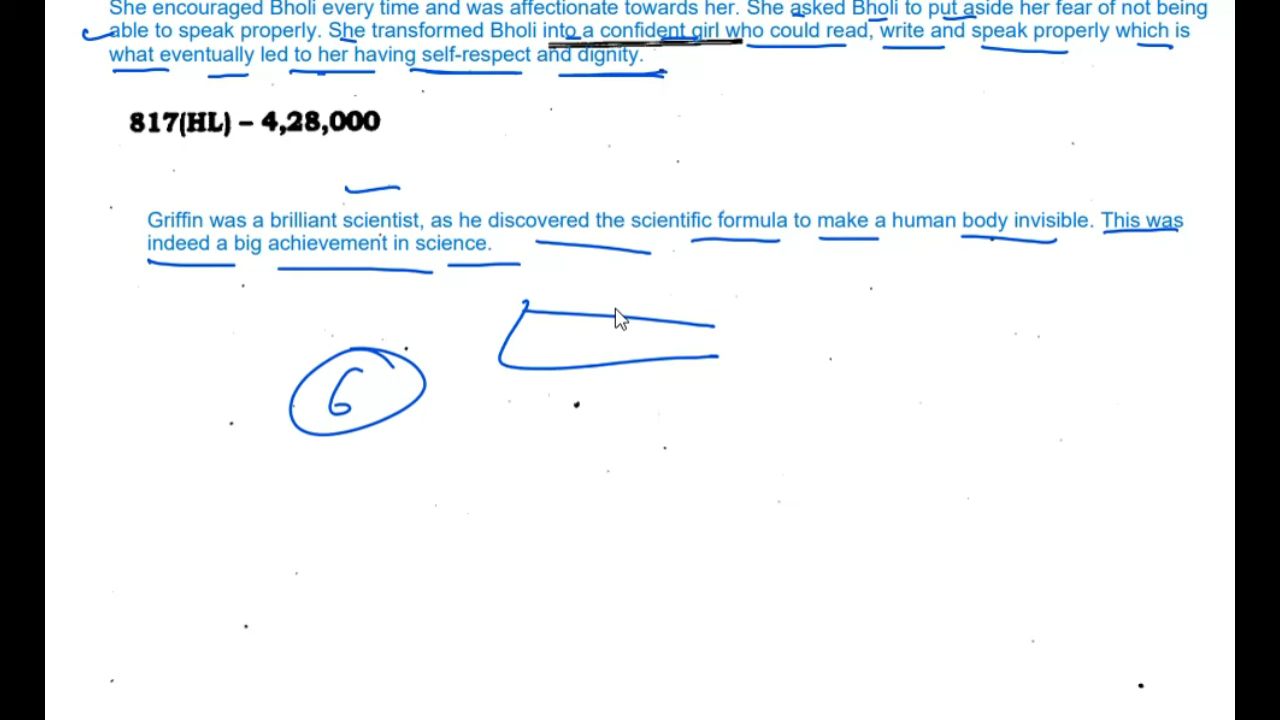 She encouraged Bholi every time and was affectionate towards her. She asked Bholi to put aside her fear of not being
able to speak properly. She transformed Bholi into a confident girl who could read, write and speak properly which is
what eventually led to her having self-respect and dignity.
817(HL) – 4,28,000
Griffin was a brilliant scientist, as he discovered the scientific formula to make a human body invisible. This was
indeed a big achievement in science.
6